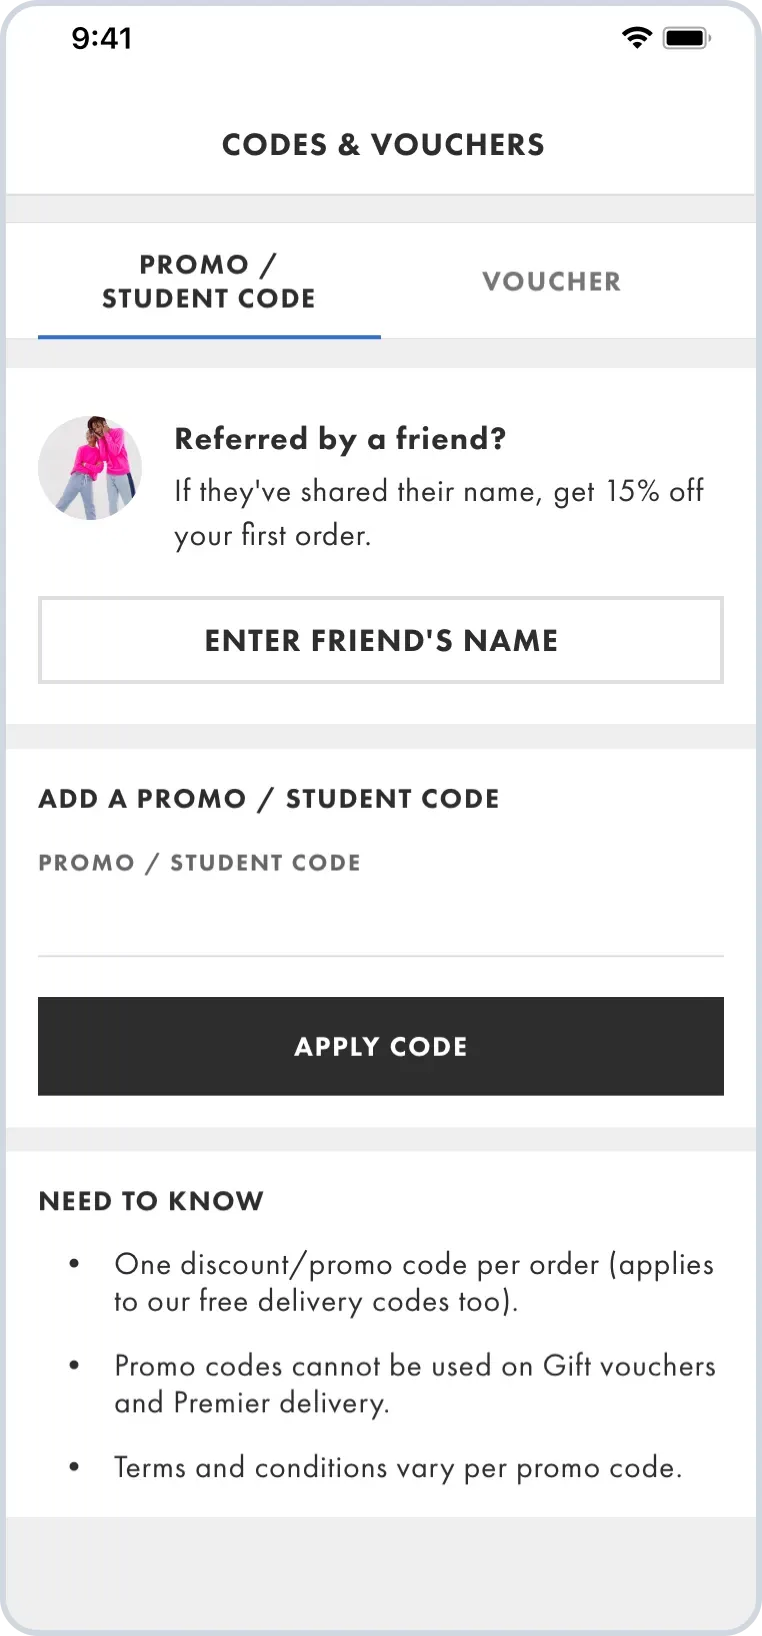 9:41
CODES & VOUCHERS
PROMO /
STUDENT CODE
VOUCHER
Referred by a friend?
If they've shared their name, get 15% off
your first order.
ENTER FRIEND'S NAME
ADD A PROMO / STUDENT CODE
PROMO / STUDENT CODE
APPLY CODE
NEED TO KNOW
• One discount/promo code per order (applies
to our free delivery codes too).
• Promo codes cannot be used on Gift vouchers
and Premier delivery.
• Terms and conditions vary per promo code.